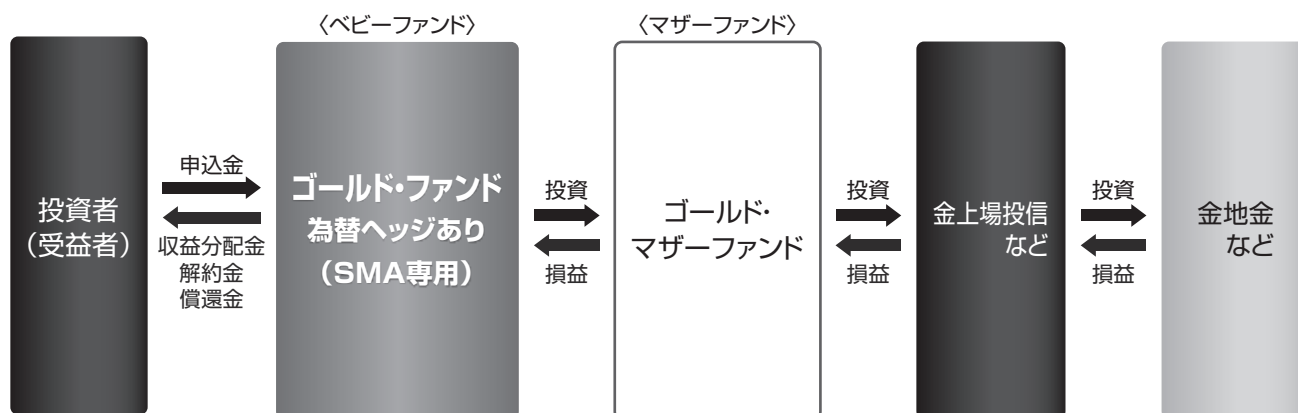 〈ベビーファンド〉
〈マザーファンド〉
投資者
（受益者）
申込金
収益分配金
解約金
償還金
ゴールド・ファンド
為替ヘッジあり
（SMA専用）
投資
損益
ゴールド・
マザーファンド
投資
損益
金上場投信
など
投資
損益
金地金
など